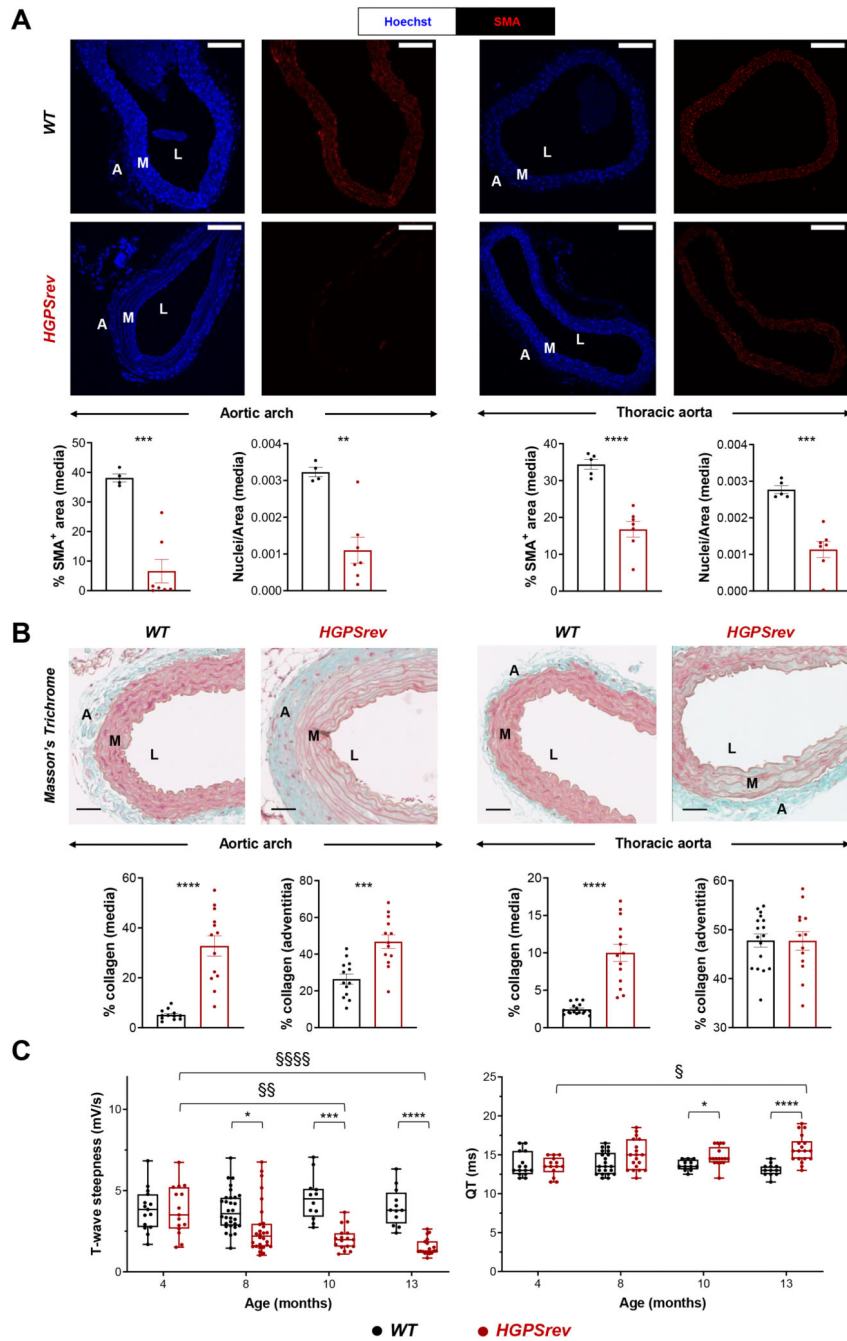 A
Hoechst SMA
WT
A M L
L
A M
HGPSrev
A M L
A M L
Aortic arch
Thoracic aorta
% SMA+ area (media)
50
40
30
20
10
0
***
Nuclei/Area (media)
0.004
0.003
0.002
0.001
0.000
**
% SMA+ area (media)
40
30
20
10
0
****
Nuclei/Area (media)
0.004
0.003
0.002
0.001
0.000
***
B
WT HGPSrev WT HGPSrev
Masson's Trichrome
A M L
A M L
A M L
L M A
Aortic arch
Thoracic aorta
% collagen (media)
60
40
20
0
****
% collagen (adventitia)
80
60
40
20
0
***
% collagen (media)
20
15
10
5
0
****
% collagen (adventitia)
60
50
40
30
C
T-wave steepness (mV/s)
10
5
0
§§§§
§§
* *** ****
4 8 10 13
Age (months)
QT (ms)
25
20
15
10
5
0
§
* ****
4 8 10 13
Age (months)
WT HGPSrev